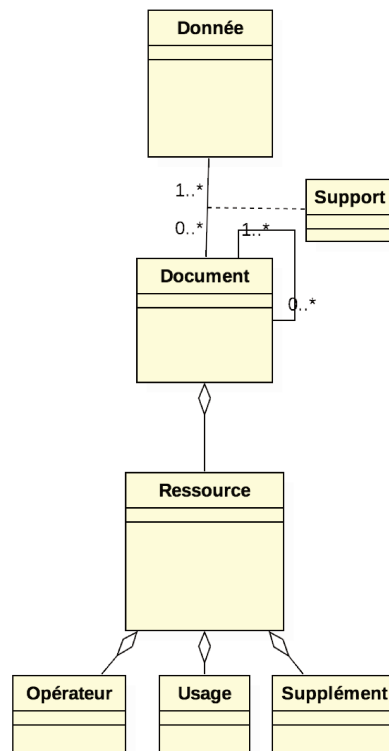 Donnée
1..*
Support
0..*
1..*
Document
0..*
Ressource
Opérateur
Usage
Supplément